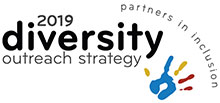 2019
diversity
outreach strategy
partners in inclusion